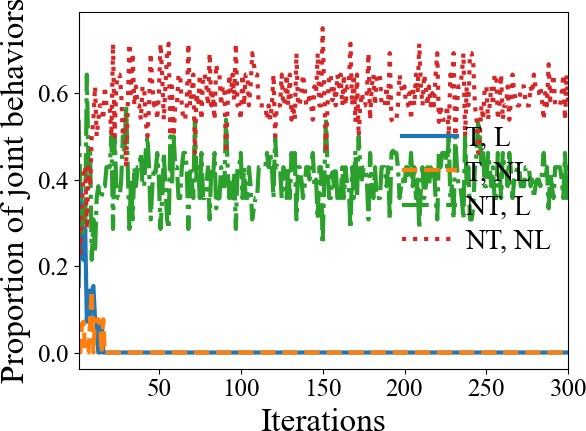 Proportion of joint behaviors
0.6
0.4
0.2
0.0
T, L
T, NL
NT, L
NT, NL
50
100
150
200
250
300
Iterations